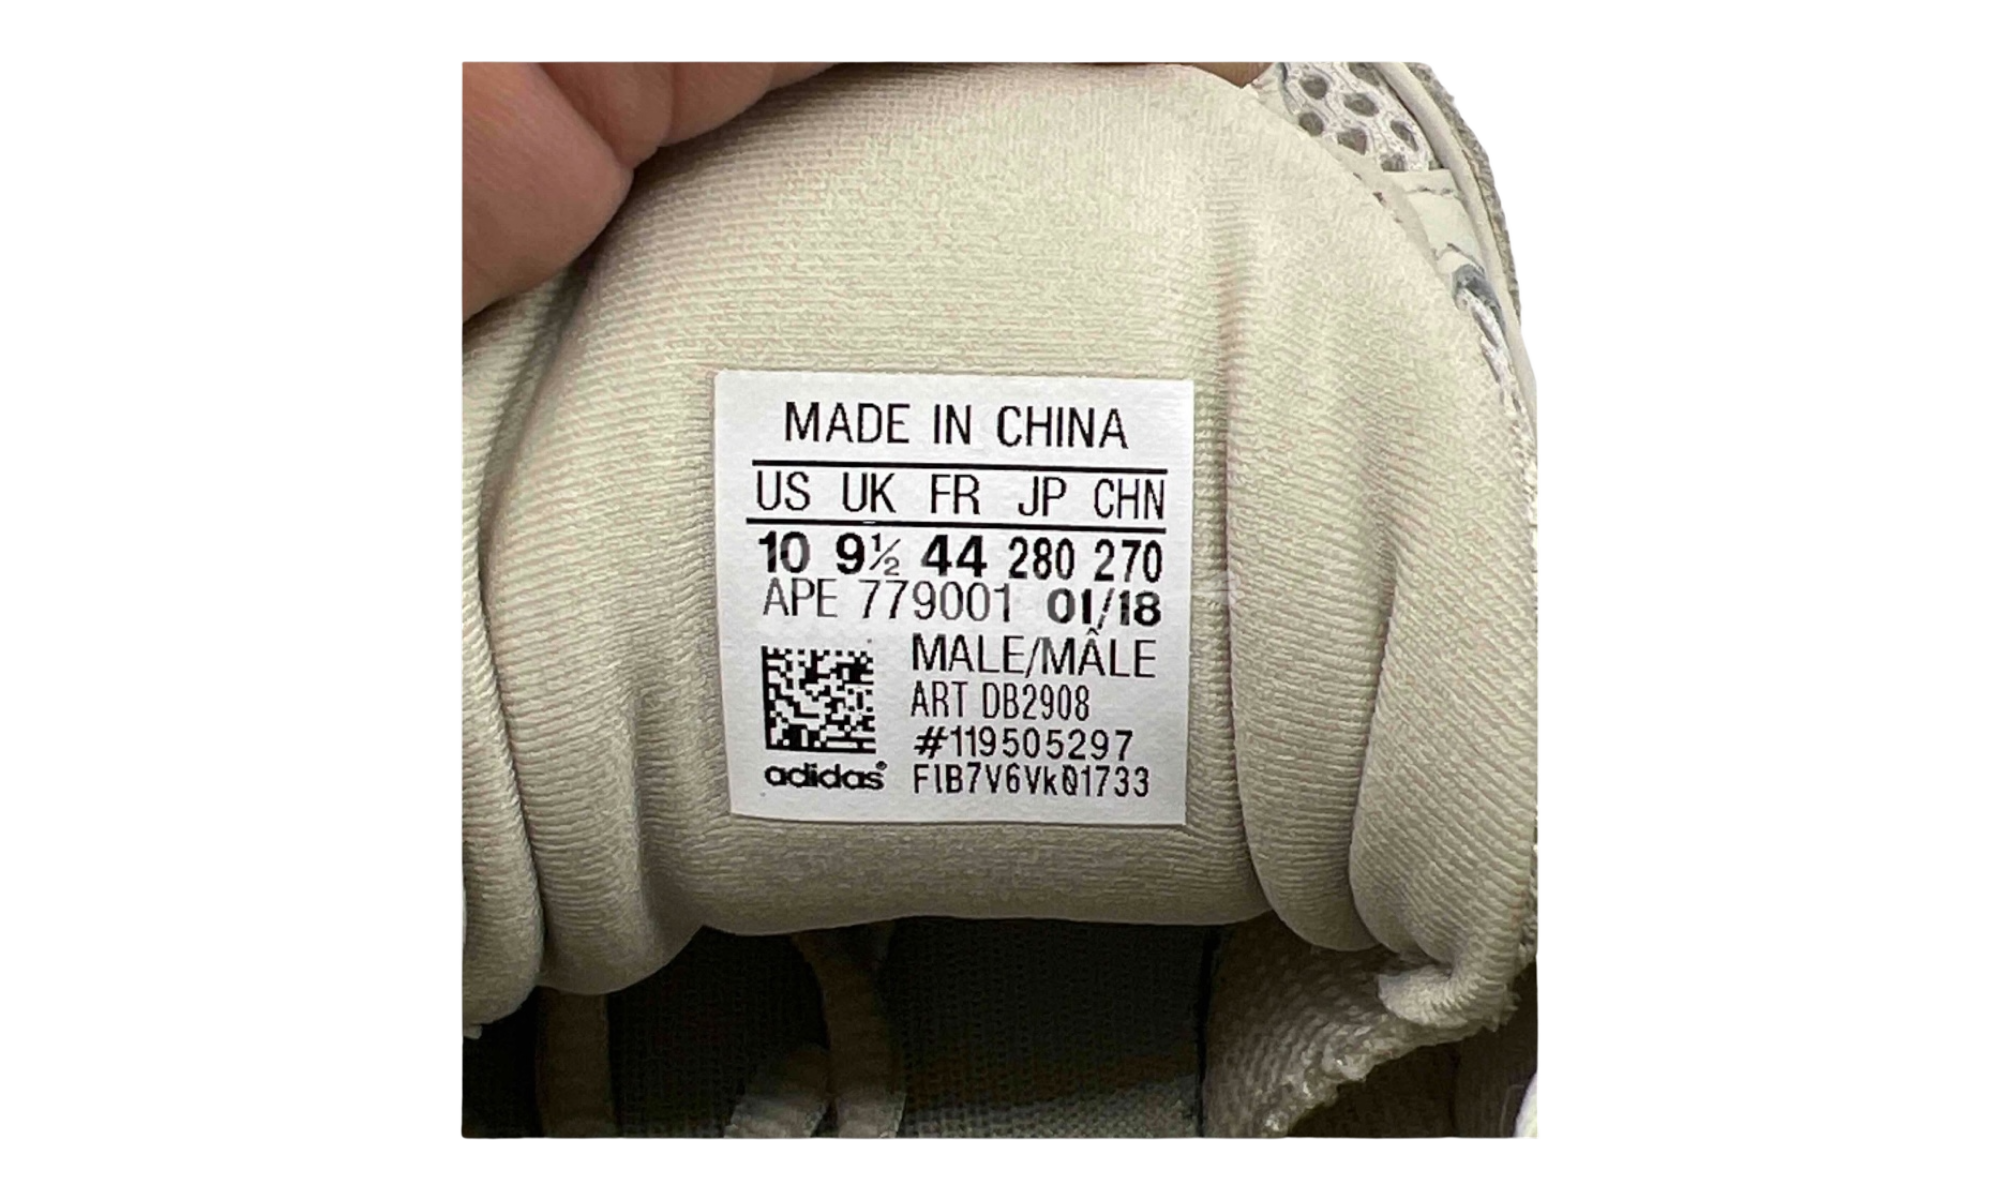 MADE IN CHINA
US UK FR JP CHN
10 9½ 44 280 270
APE 779001 01/18
MALE/MÂLE
ART DB2908
#119505297
adidas® F1B7V6Vk01733